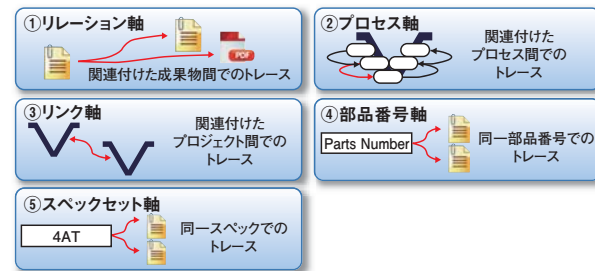 ①リレーション軸
PDF
関連付けた成果物間でのトレース
②プロセス軸
関連付けた
プロセス間での
トレース
③リンク軸
関連付けた
プロジェクト間での
トレース
④部品番号軸
Parts Number
同一部品番号での
トレース
⑤スペックセット軸
4AT
同一スペックでの
トレース